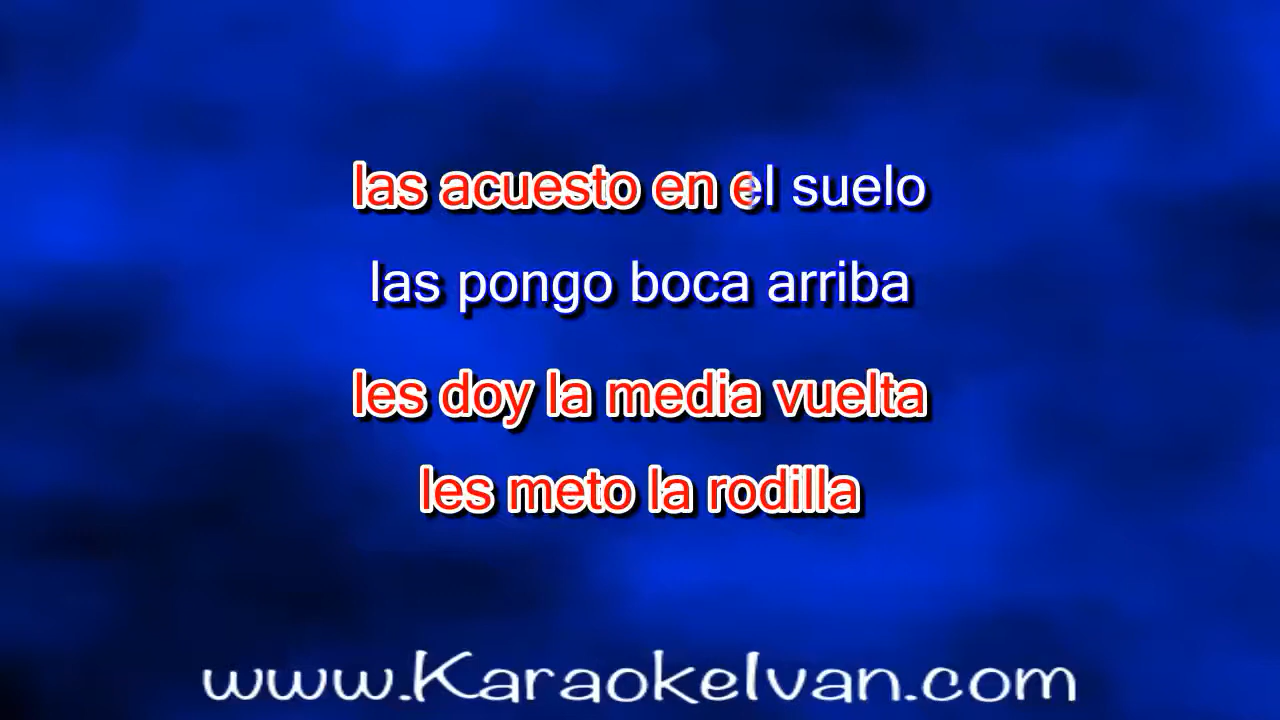 las acuesto en el suelo
las pongo boca arriba
les doy la media vuelta
les meto la rodilla
www.KaraokeIvan.com